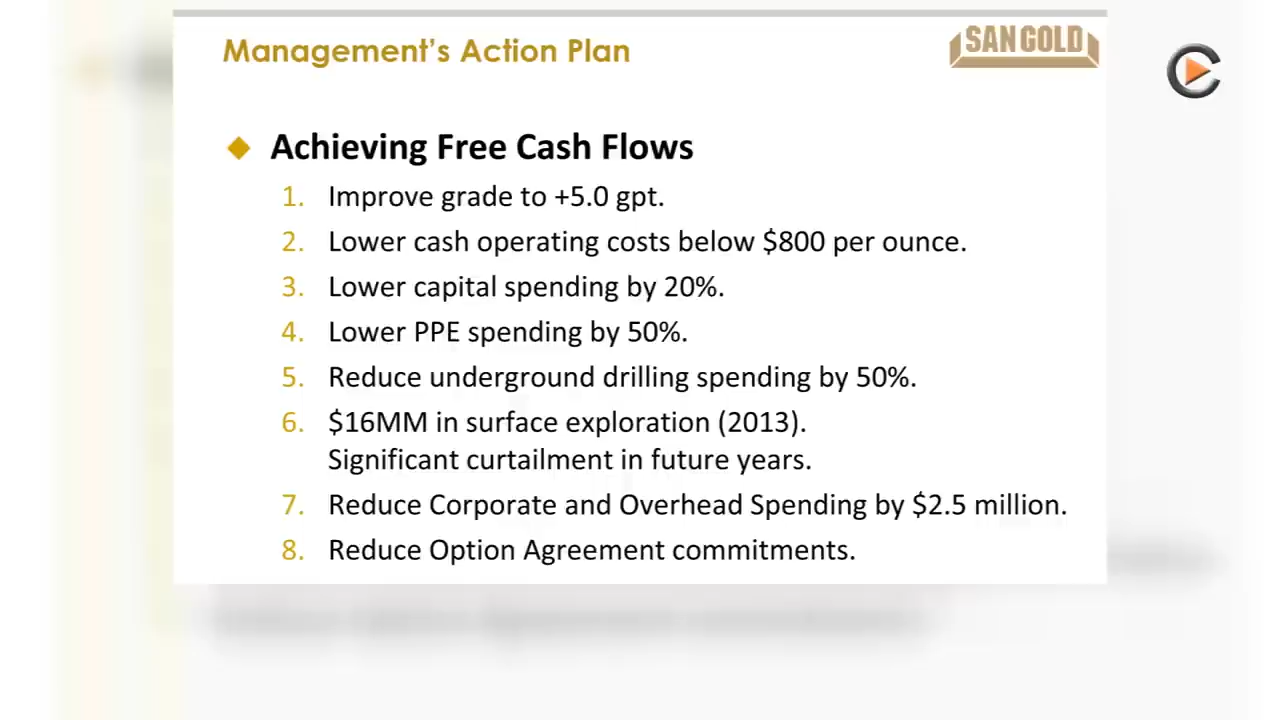 Management's Action Plan
SAN GOLD
Achieving Free Cash Flows
1. Improve grade to +5.0 gpt.
2. Lower cash operating costs below $800 per ounce.
3. Lower capital spending by 20%.
4. Lower PPE spending by 50%.
5. Reduce underground drilling spending by 50%.
6. $16MM in surface exploration (2013).
Significant curtailment in future years.
7. Reduce Corporate and Overhead Spending by $2.5 million.
8. Reduce Option Agreement commitments.